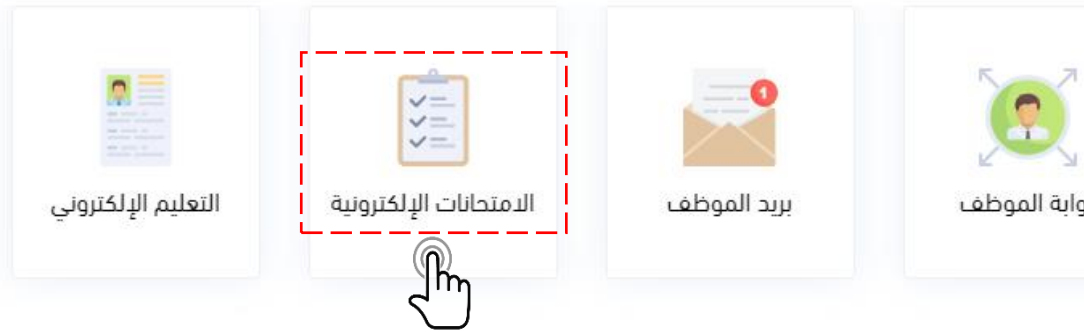 وابة الموظف
بريد الموظف
1
الامتحانات الإلكترونية
التعليم الإلكتروني